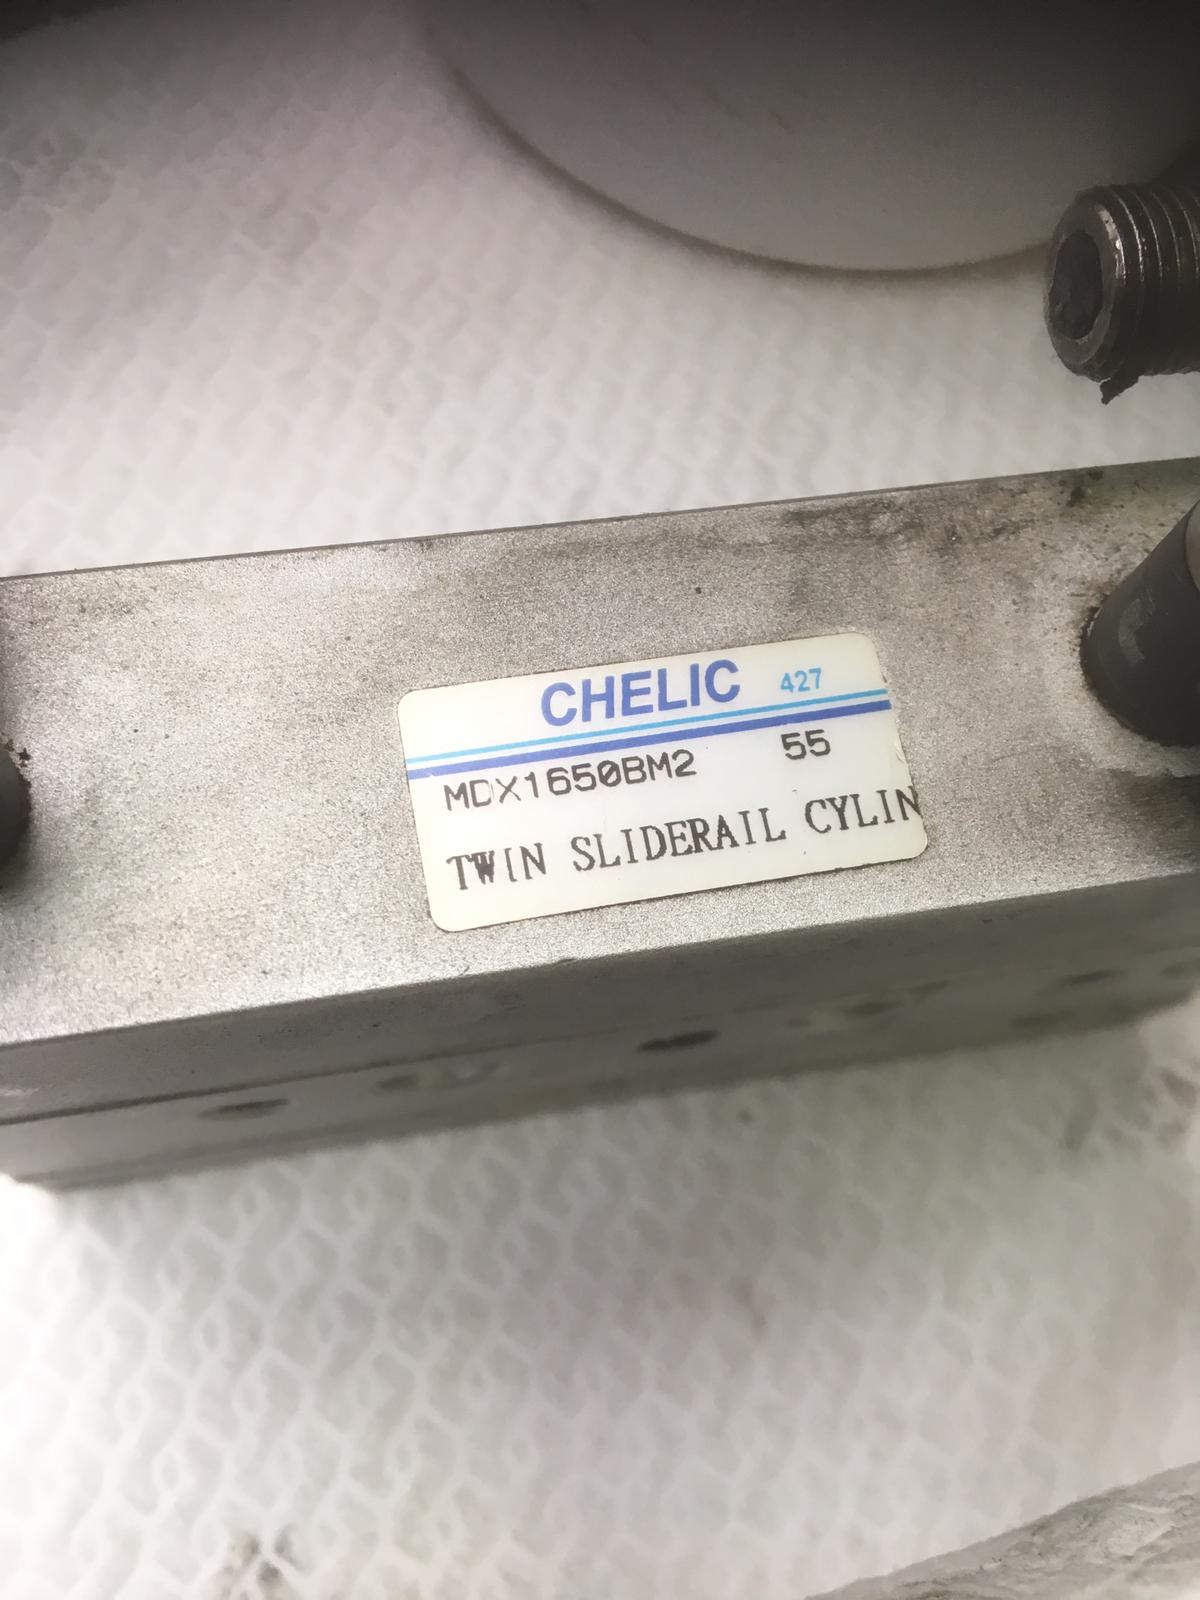 CHELIC 427
MDX1650BM2 55
TWIN SLIDERAIL CYLIN